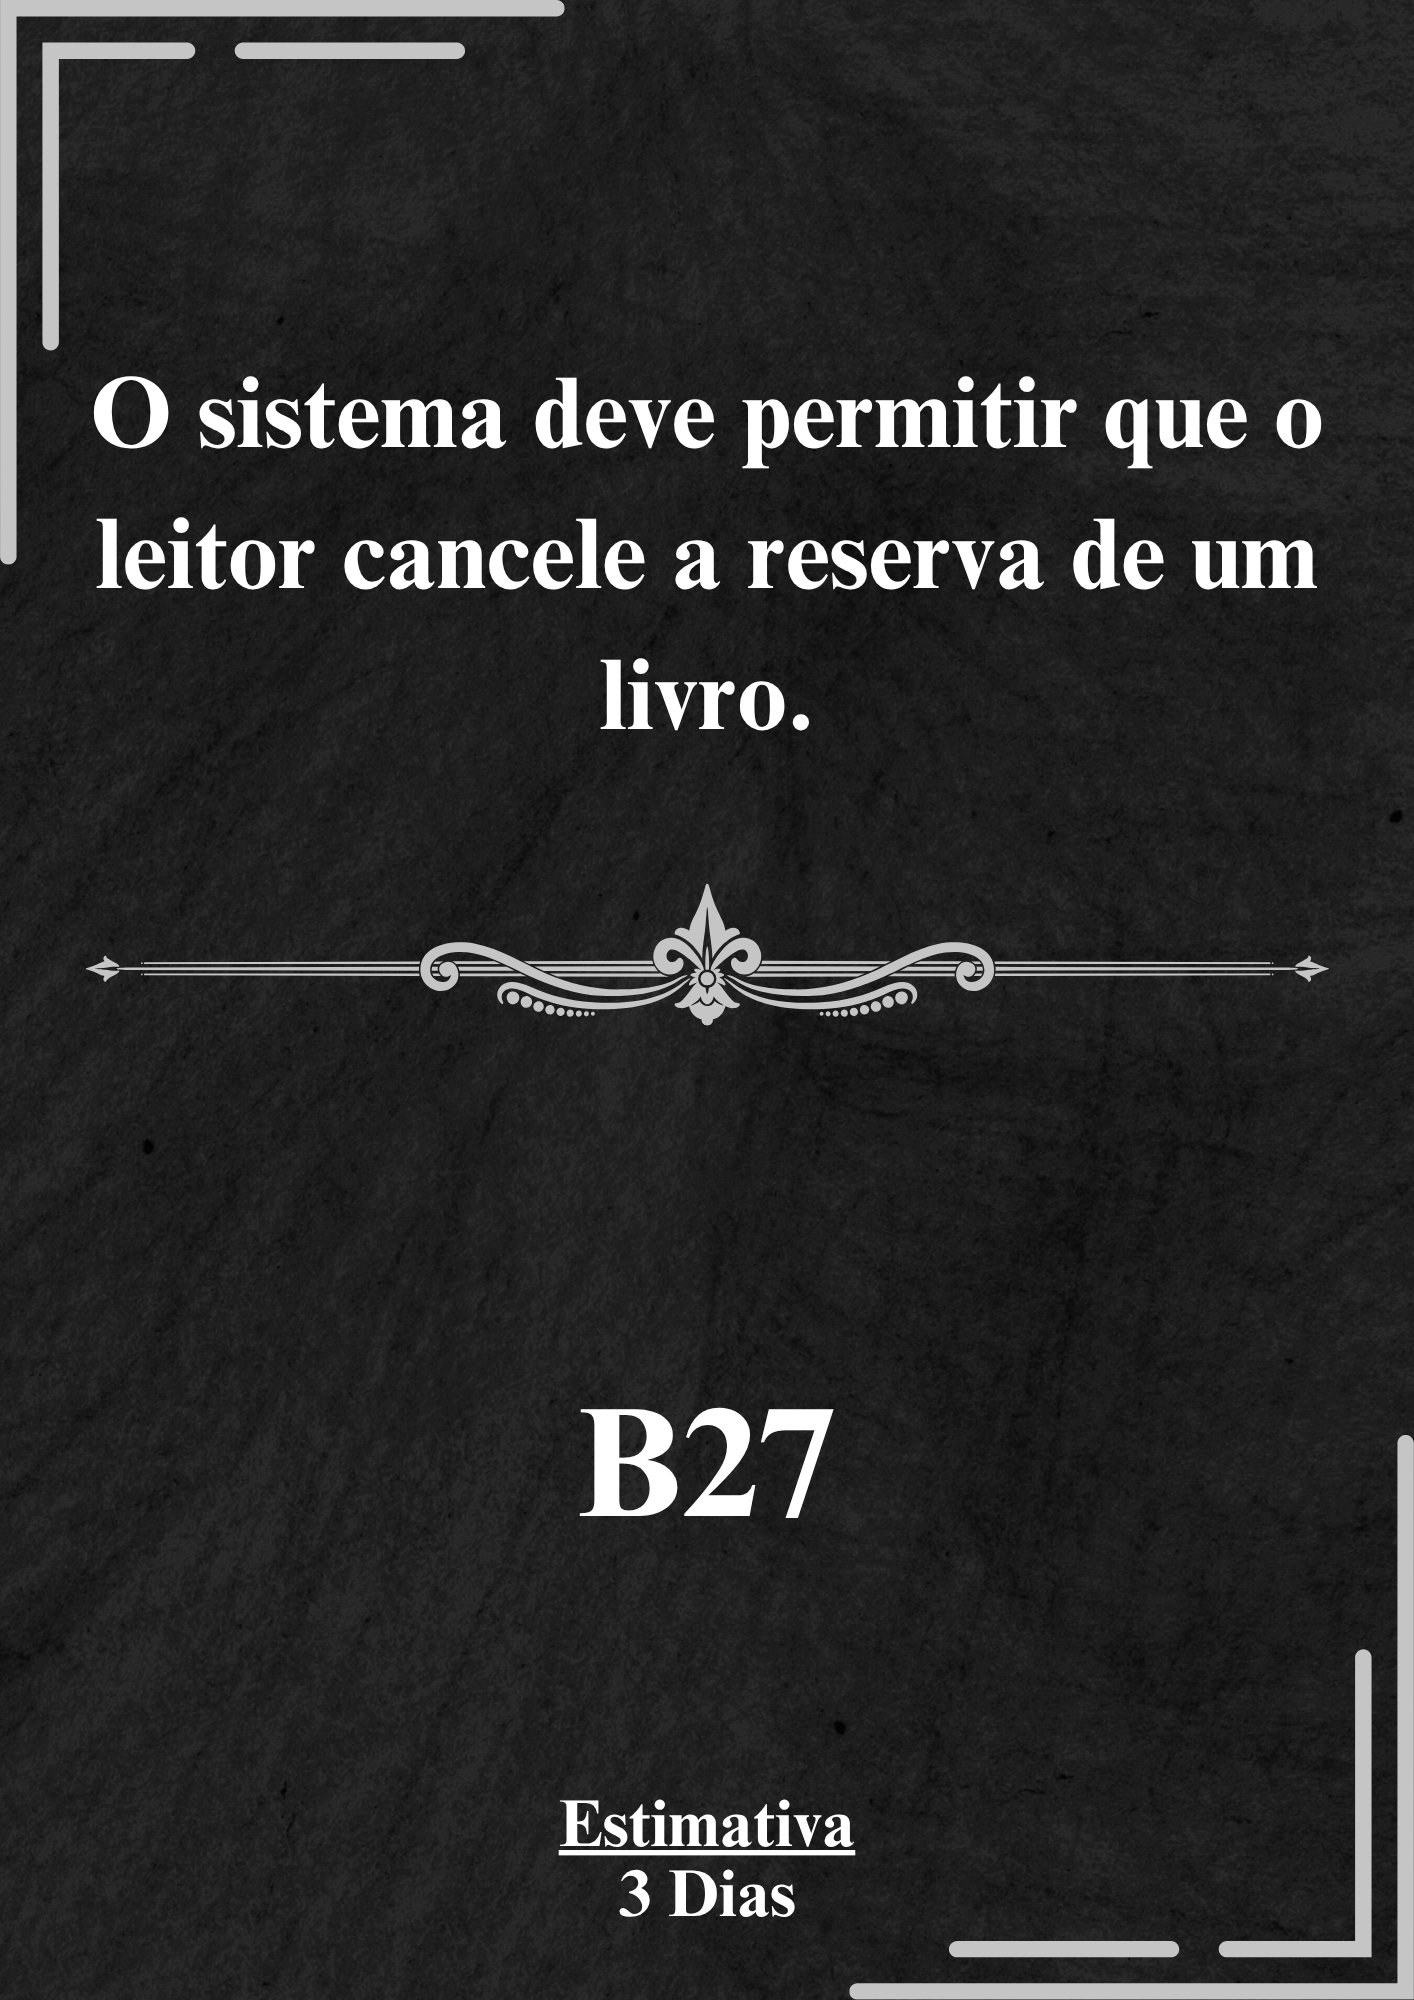 O sistema deve permitir que o
leitor cancele a reserva de um
livro.
B27
Estimativa
3 Dias